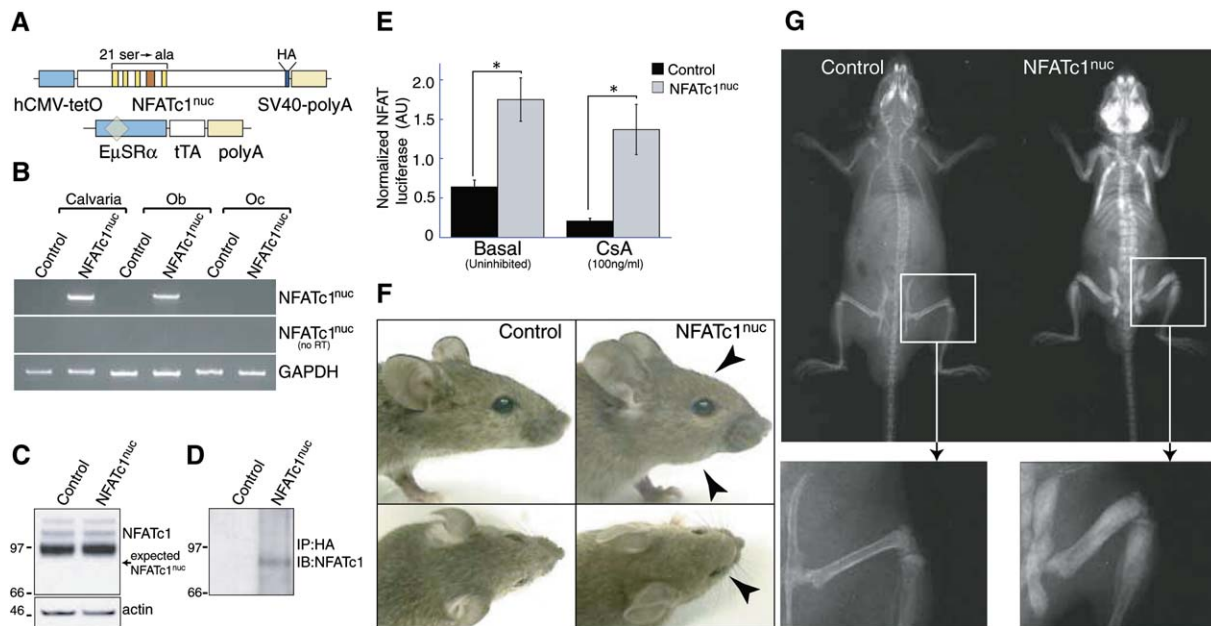 A
21 ser→ala
HA
hCMV-tetO
NFATc1nuc
SV40-polyA
EμSRα
tTA
polyA
B
Calvaria
Ob
Oc
Control
NFATc1nuc
Control
NFATc1nuc
Control
NFATc1nuc
NFATc1nuc
NFATc1nuc
(no RT)
GAPDH
C
Control
NFATc1nuc
NFATc1
97
expected
NFATc1nuc
66
46
actin
D
Control
NFATc1nuc
97
IP:HA
IB:NFATc1
66
E
Normalized NFAT
luciferase (AU)
2.0
1.5
1.0
0.5
0
*
*
Control
NFATc1nuc
Basal
(Uninhibited)
CsA
(100ng/ml)
F
Control
NFATc1nuc
G
Control
NFATc1nuc